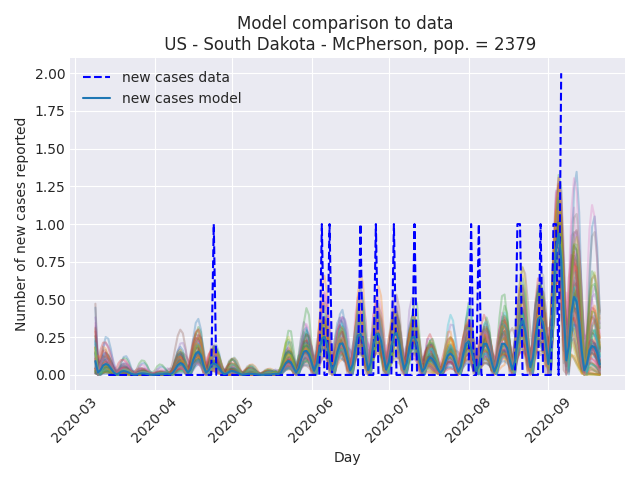 Model comparison to data
US - South Dakota - McPherson, pop. = 2379
new cases data
new cases model
Number of new cases reported
2.00
1.75
1.50
1.25
1.00
0.75
0.50
0.25
0.00
2020-03
2020-04
2020-05
2020-06
2020-07
2020-08
2020-09
Day